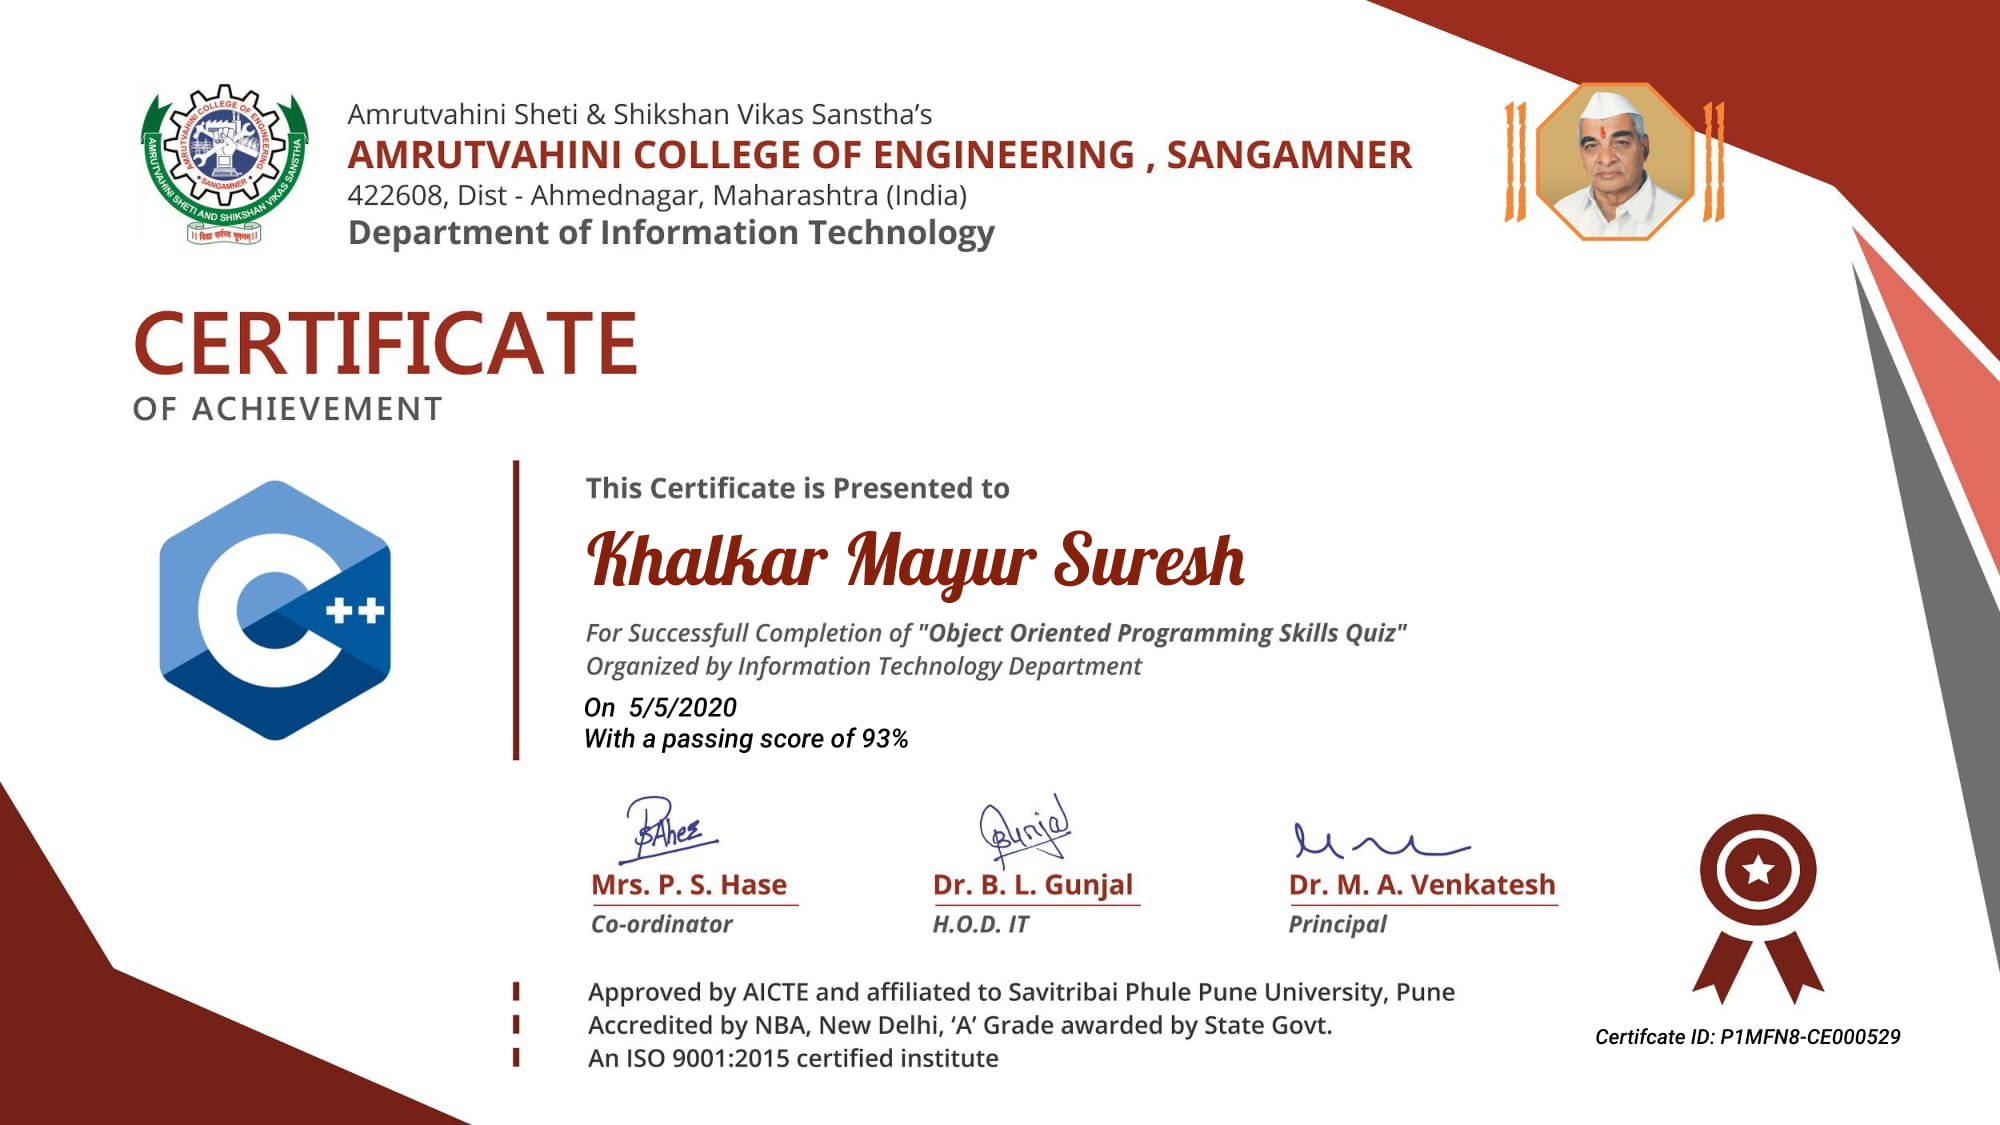 Amrutvahini Sheti & Shikshan Vikas Sanstha's
AMRUTVAHINI COLLEGE OF ENGINEERING , SANGAMNER
422608, Dist - Ahmednagar, Maharashtra (India)
Department of Information Technology
AMRUTVAHINI COLLEGE OF ENGINEERING
SANGAMNER
AMRUTVAHINI SHETI AND SHIKSHAN VIKAS SANSTHA
CERTIFICATE
OF ACHIEVEMENT
C++
This Certificate is Presented to
Khalkar Mayur Suresh
For Successfull Completion of "Object Oriented Programming Skills Quiz"
Organized by Information Technology Department
On 5/5/2020
With a passing score of 93%
Gunjal
Mrs. P. S. Hase
Co-ordinator
Dr. B. L. Gunjal
H.O.D. IT
Dr. M. A. Venkatesh
Principal
Approved by AICTE and affiliated to Savitribai Phule Pune University, Pune
Accredited by NBA, New Delhi, ‘A’ Grade awarded by State Govt.
An ISO 9001:2015 certified institute
Certifcate ID: P1MFN8-CE000529